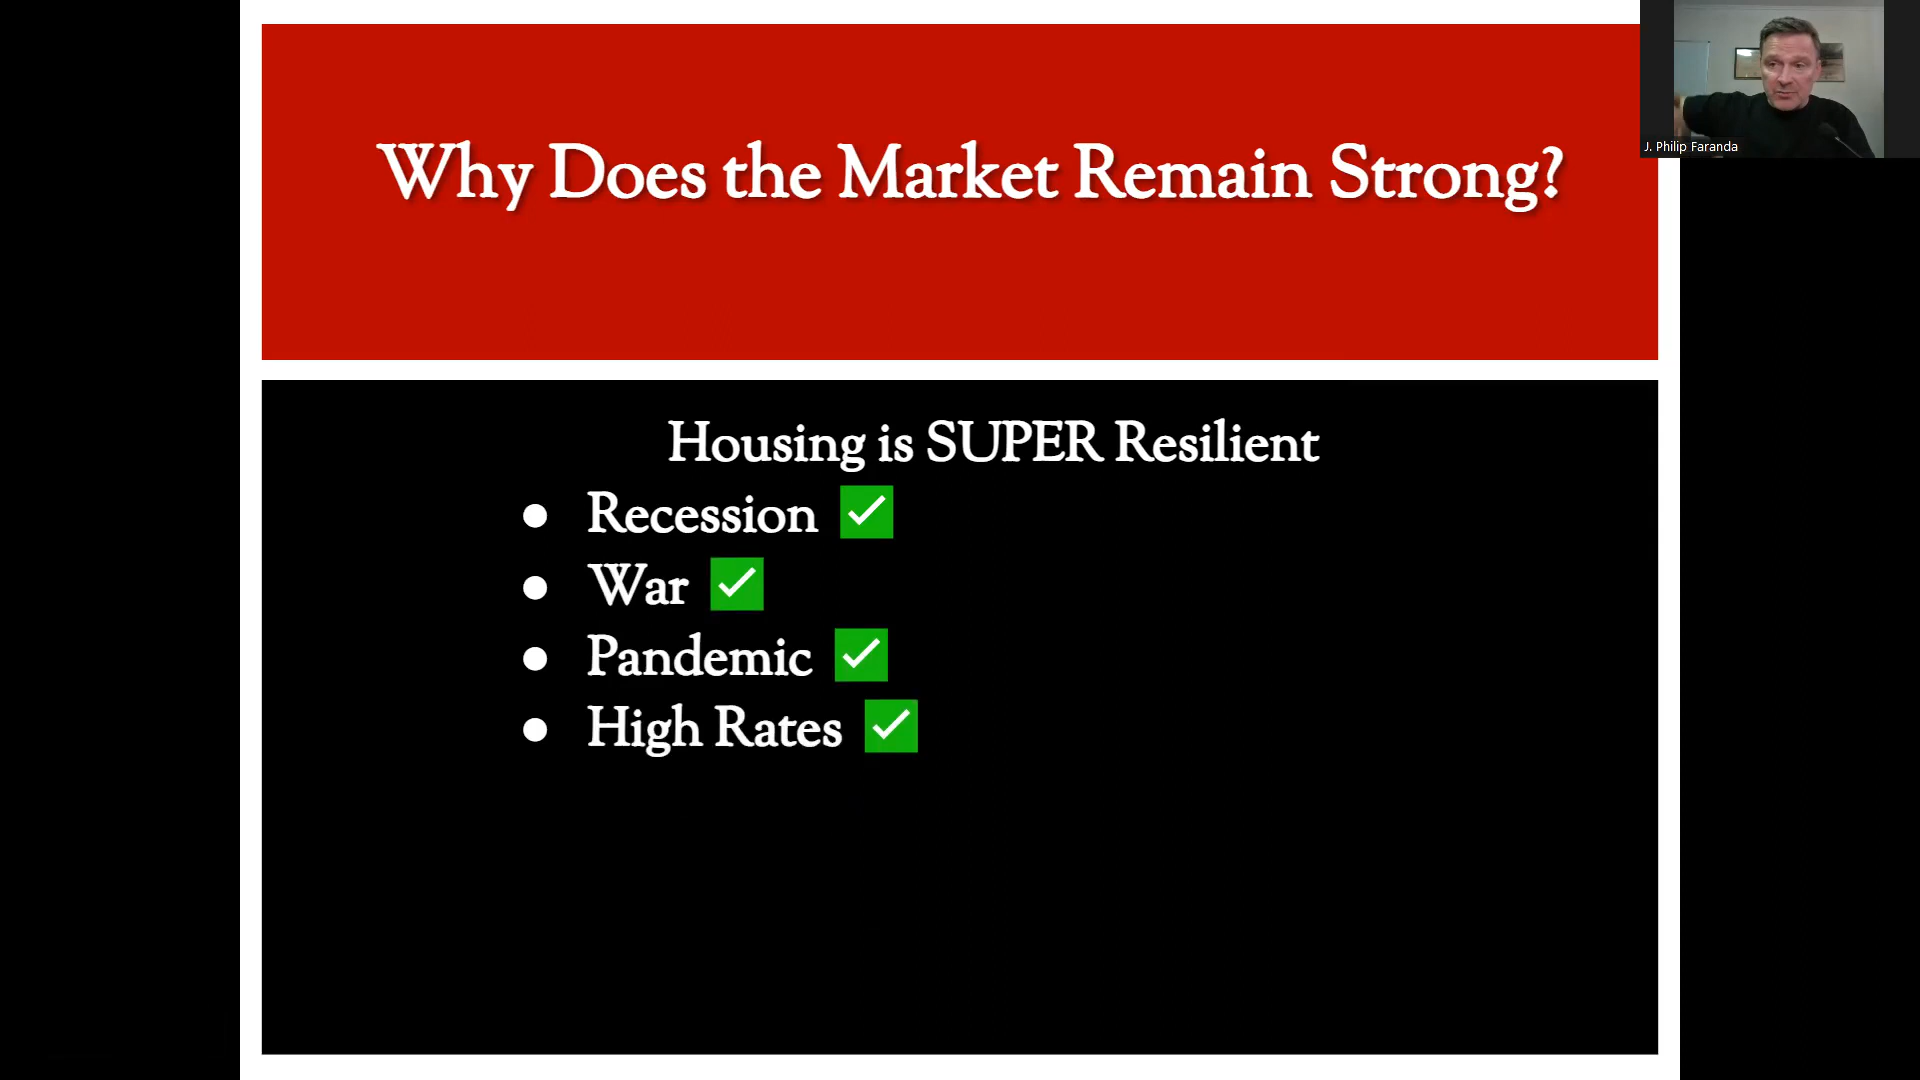 Why Does the Market Remain Strong?
J. Philip Faranda
Housing is SUPER Resilient
● Recession ✅
● War ✅
● Pandemic ✅
● High Rates ✅